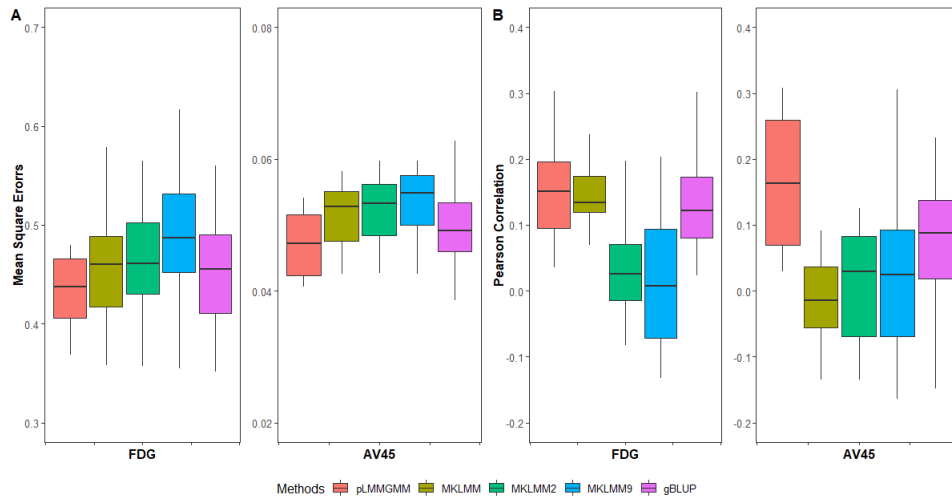 A
B
Mean Square Erorrs
0.7
0.6
0.5
0.4
0.3
FDG
0.08
0.06
0.04
0.02
AV45
Pearson Correlation
0.4
0.3
0.2
0.1
0.0
-0.1
-0.2
FDG
0.4
0.3
0.2
0.1
0.0
-0.1
-0.2
AV45
Methods pLMMGMM MKLMM MKLMM2 MKLMM9 gBLUP